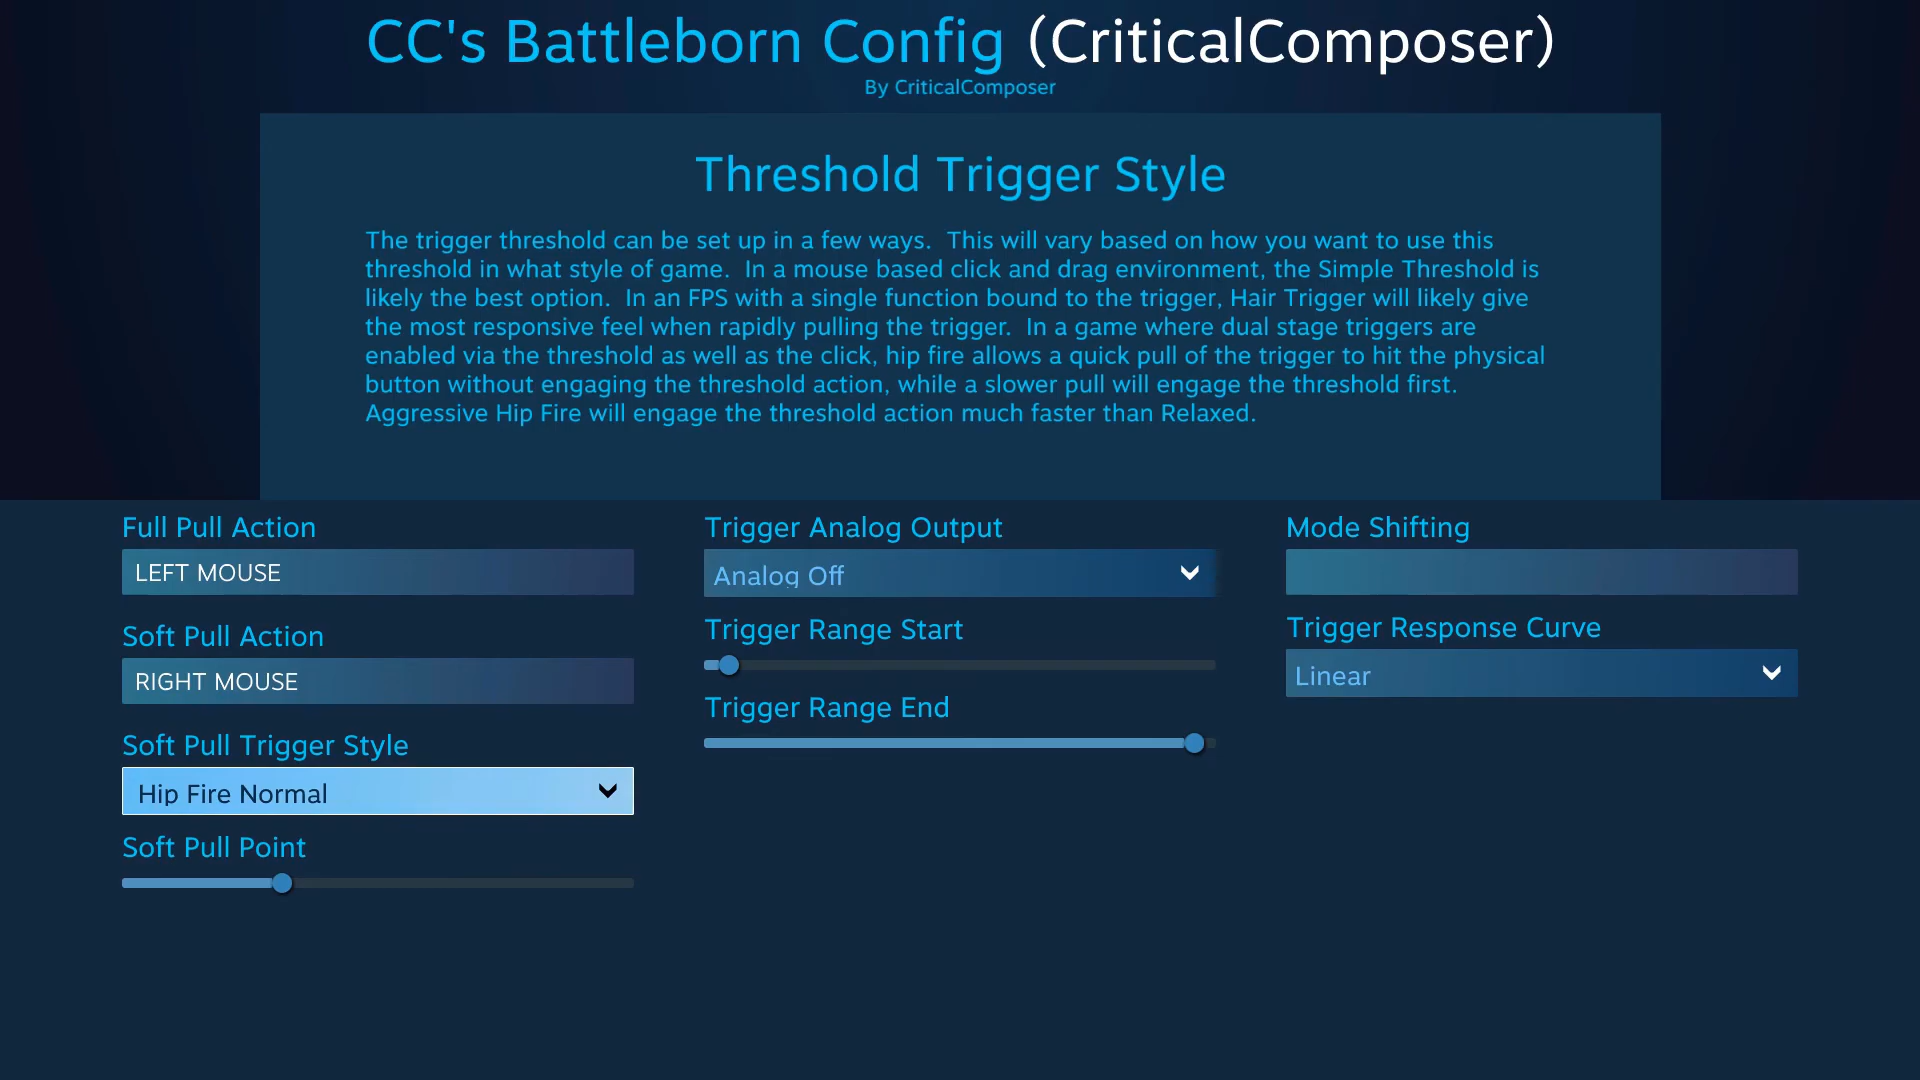 CC's Battleborn Config (CriticalComposer)
By CriticalComposer
Threshold Trigger Style
The trigger threshold can be set up in a few ways.  This will vary based on how you want to use this
threshold in what style of game.  In a mouse based click and drag environment, the Simple Threshold is
likely the best option.  In an FPS with a single function bound to the trigger, Hair Trigger will likely give
the most responsive feel when rapidly pulling the trigger.  In a game where dual stage triggers are
enabled via the threshold as well as the click, hip fire allows a quick pull of the trigger to hit the physical
button without engaging the threshold action, while a slower pull will engage the threshold first.
Aggressive Hip Fire will engage the threshold action much faster than Relaxed.
Full Pull Action
LEFT MOUSE
Soft Pull Action
RIGHT MOUSE
Soft Pull Trigger Style
Hip Fire Normal
Soft Pull Point
Trigger Analog Output
Analog Off
Trigger Range Start
Trigger Range End
Mode Shifting
Trigger Response Curve
Linear